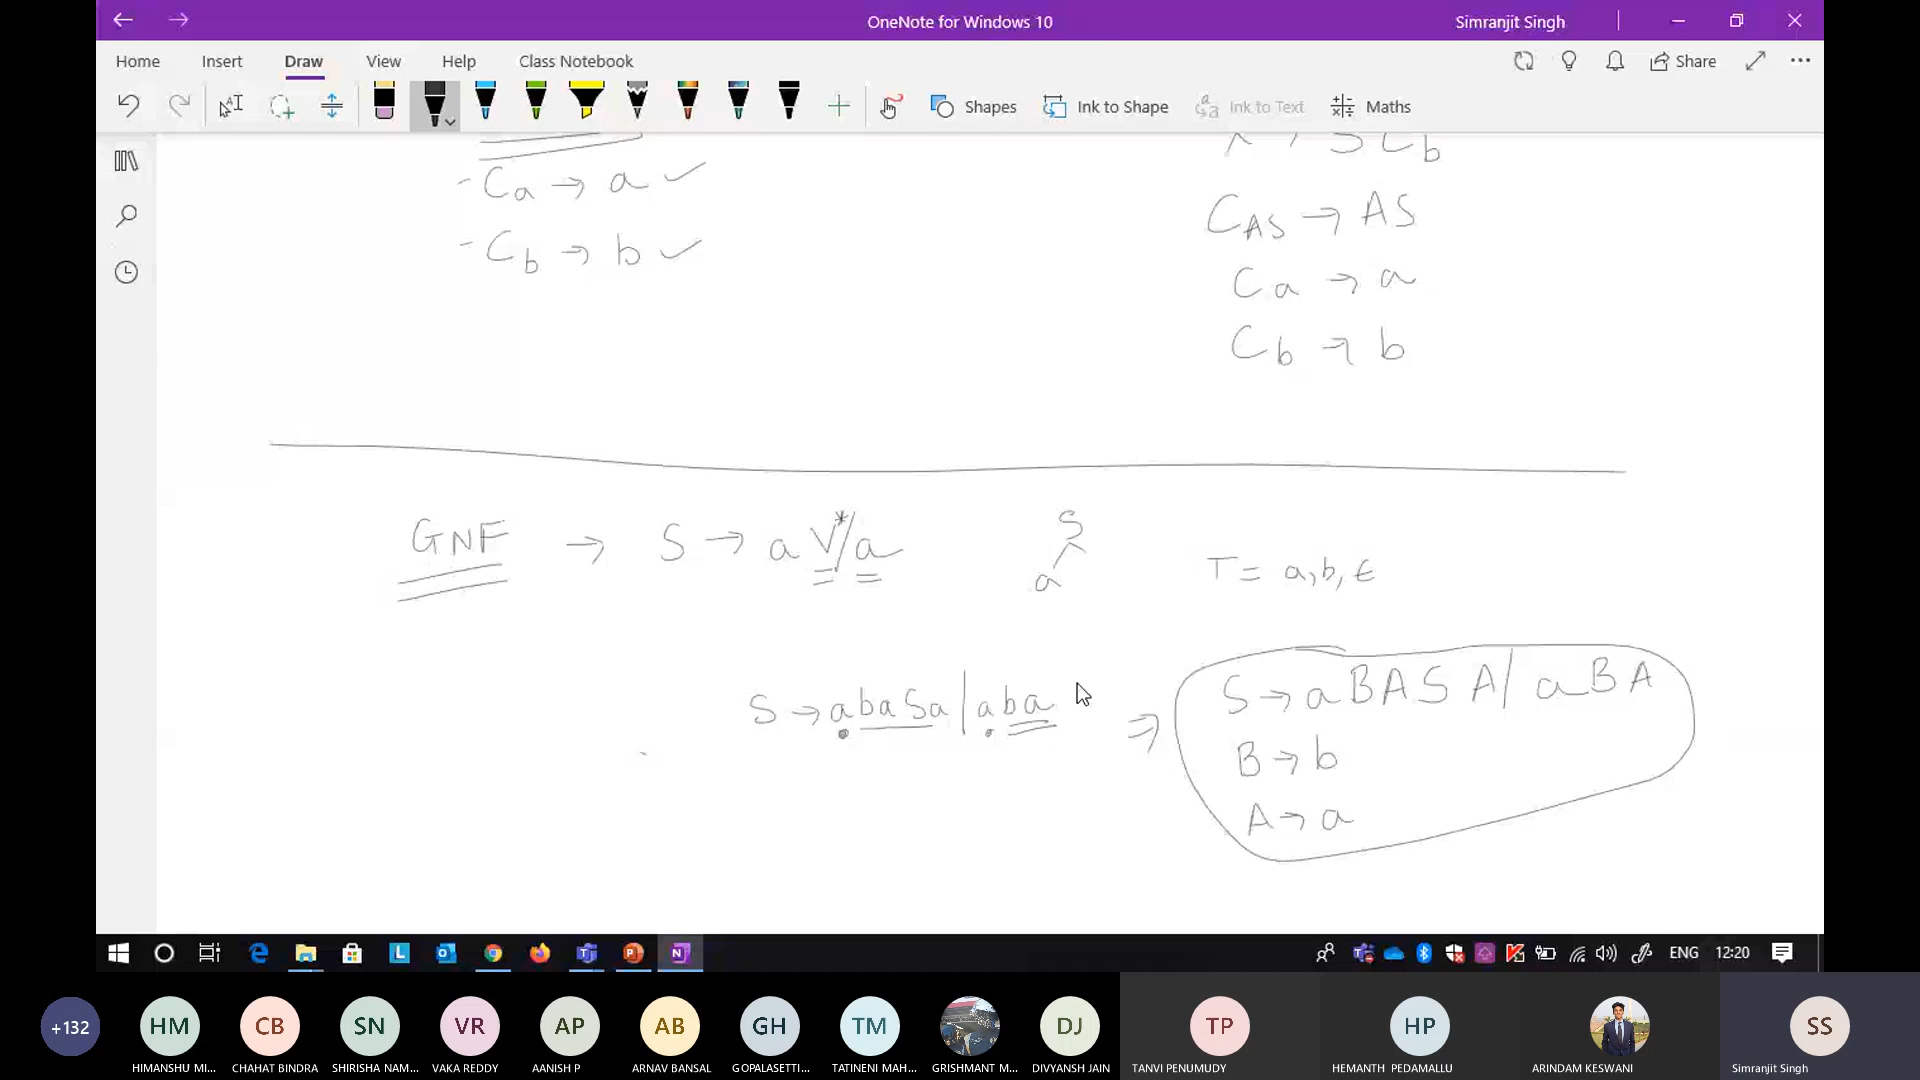 OneNote for Windows 10
Simranjit Singh
Home Insert Draw View Help Class Notebook
Share
Shapes
Ink to Shape
Ink to Text
Maths
Ca → a ✓
Cb → b ✓
→ S Cb
CAS → AS
Ca → a
Cb → b
GNF → S → a V*/a
S
a
T = a, b, ε
S → abaSa | aba ⇒
S → aBASA | aBA
B → b
A → a
ENG 12:20
+132 HM CB SN VR AP AB GH TM DJ TP HP SS
HIMANSHU MI... CHAHAT BINDRA SHIRISHA NAM... VAKA REDDY AANISH P ARNAV BANSAL GOPALASETTI... TATINENI MAH... GRISHMANT M... DIVYANSH JAIN TANVI PENUMUDY HEMANTH PEDAMALLU ARINDAM KESWANI Simranjit Singh